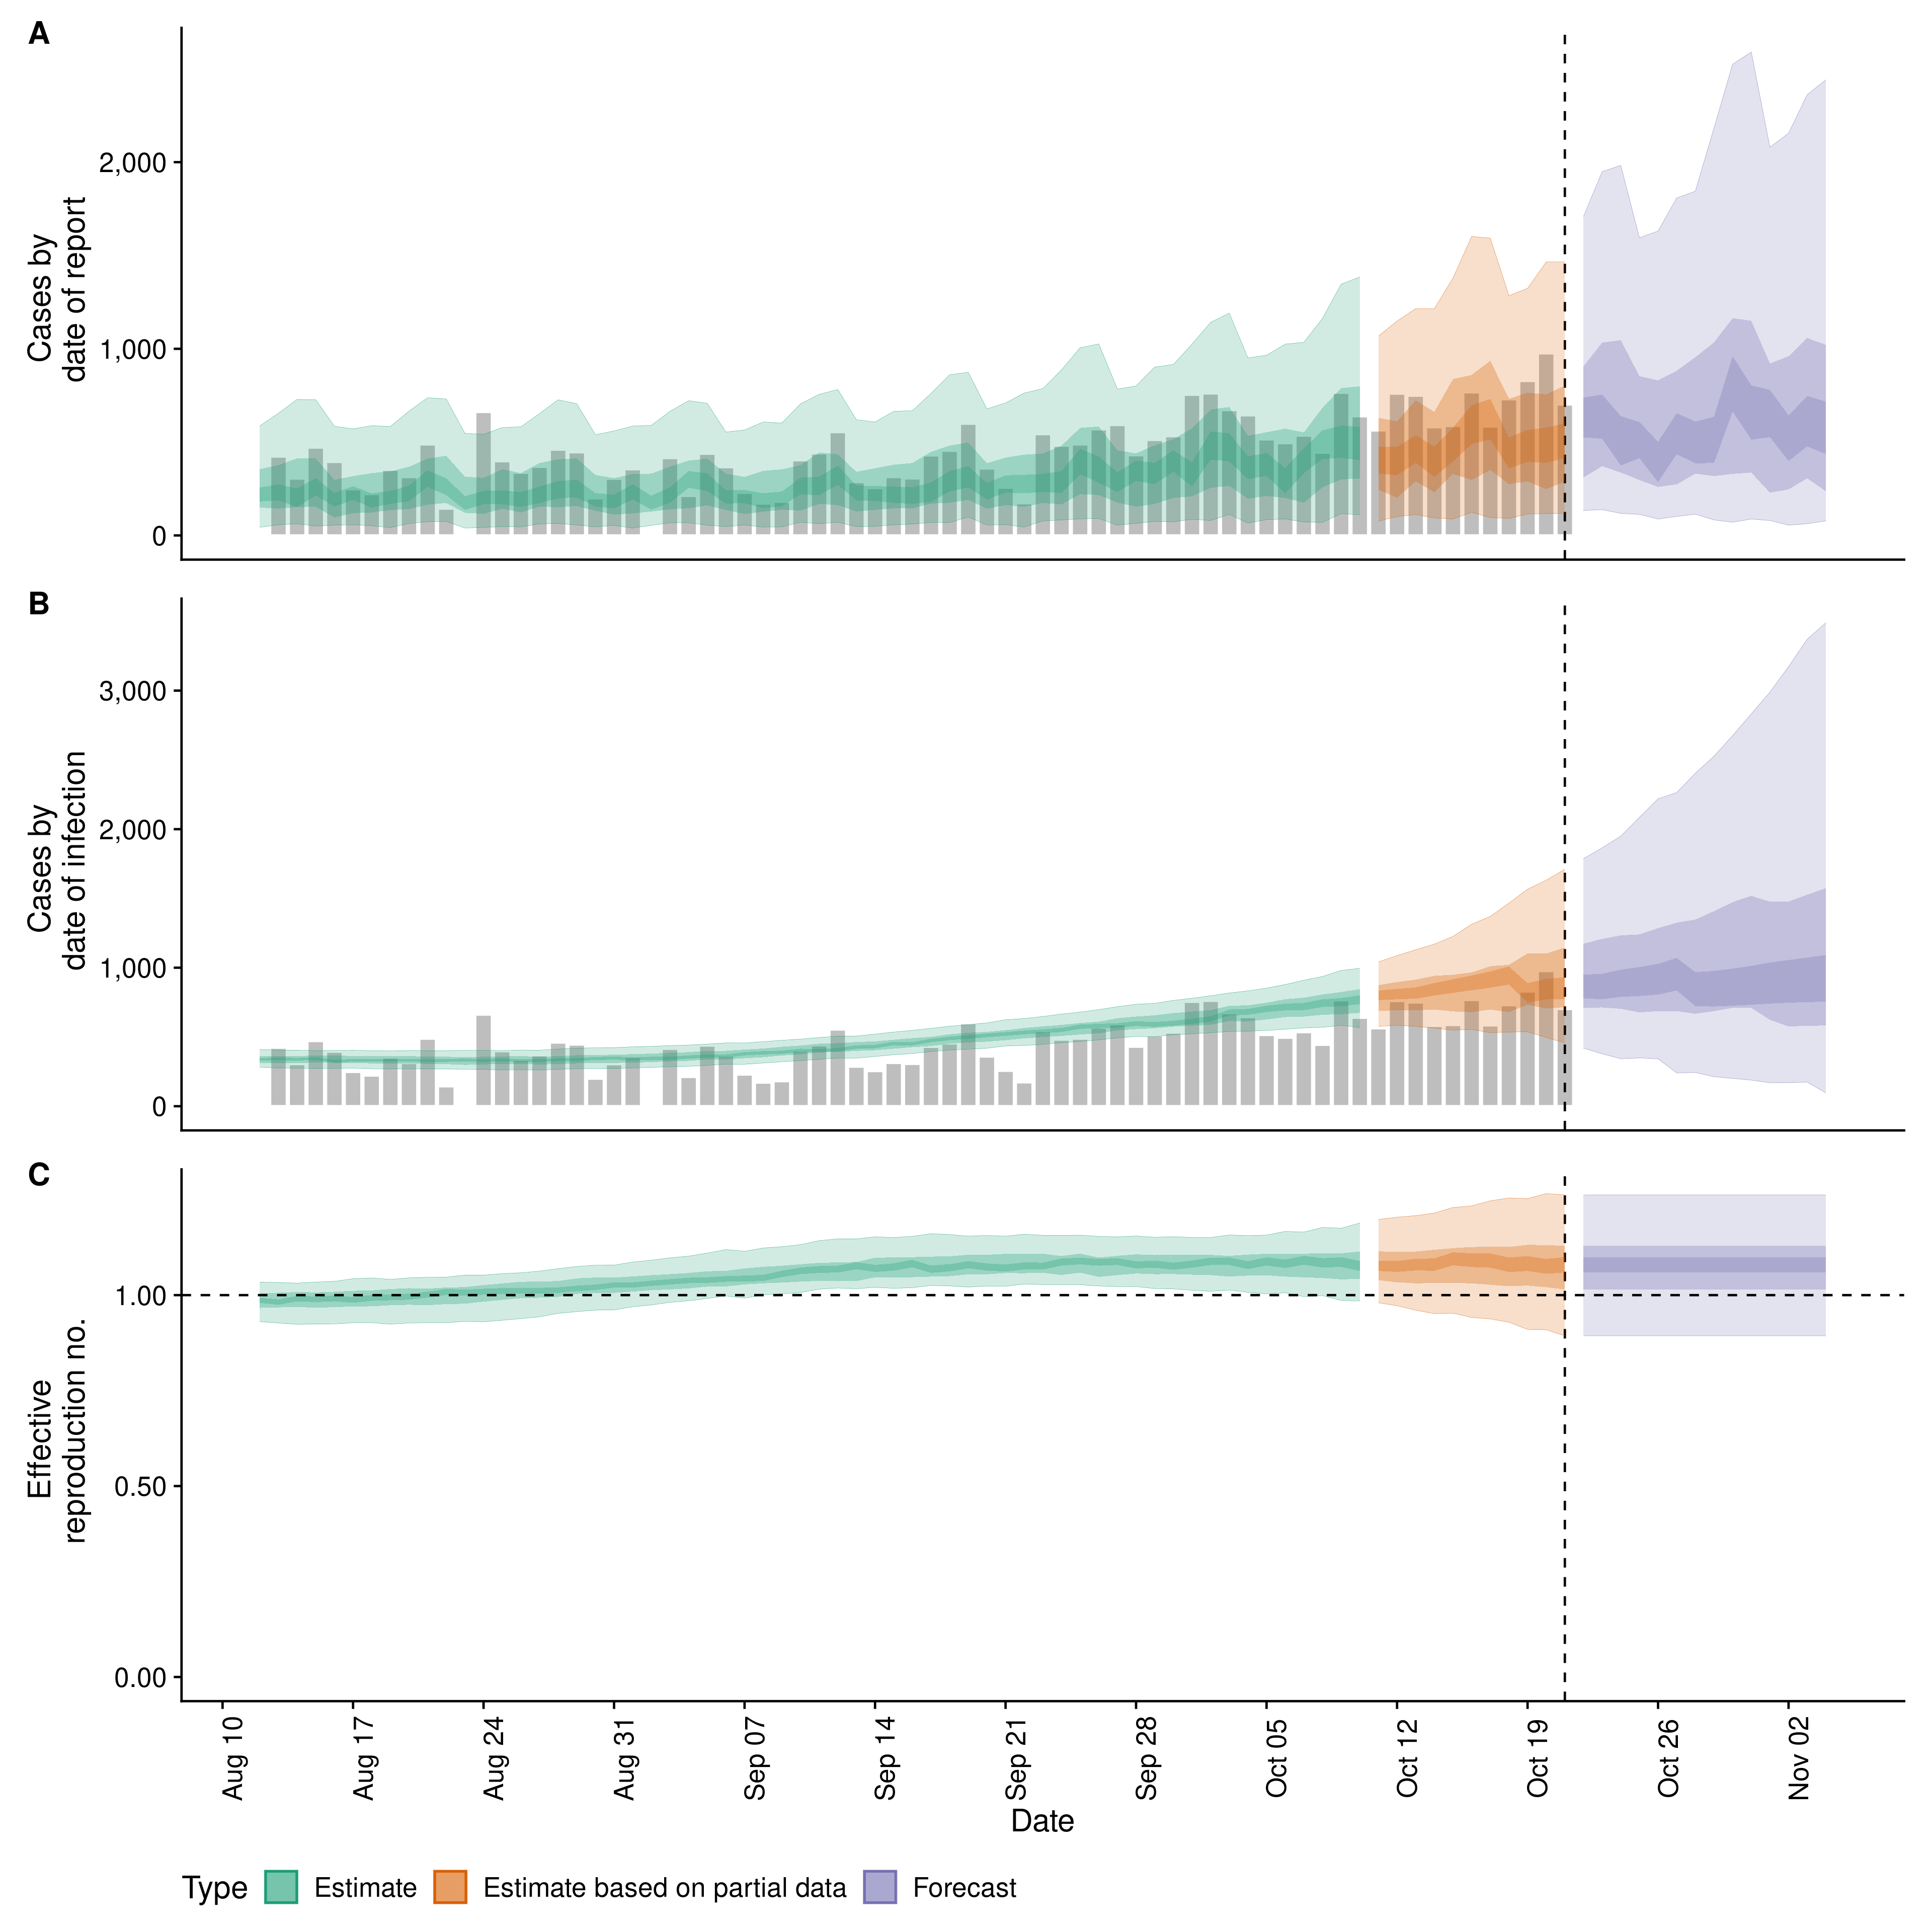 A
Cases by
date of report
2,000
1,000
0
B
Cases by
date of infection
3,000
2,000
1,000
0
C
Effective
reproduction no.
1.00
0.50
0.00
Aug 10
Aug 17
Aug 24
Aug 31
Sep 07
Sep 14
Sep 21
Sep 28
Oct 05
Oct 12
Oct 19
Oct 26
Nov 02
Date
Type Estimate Estimate based on partial data Forecast